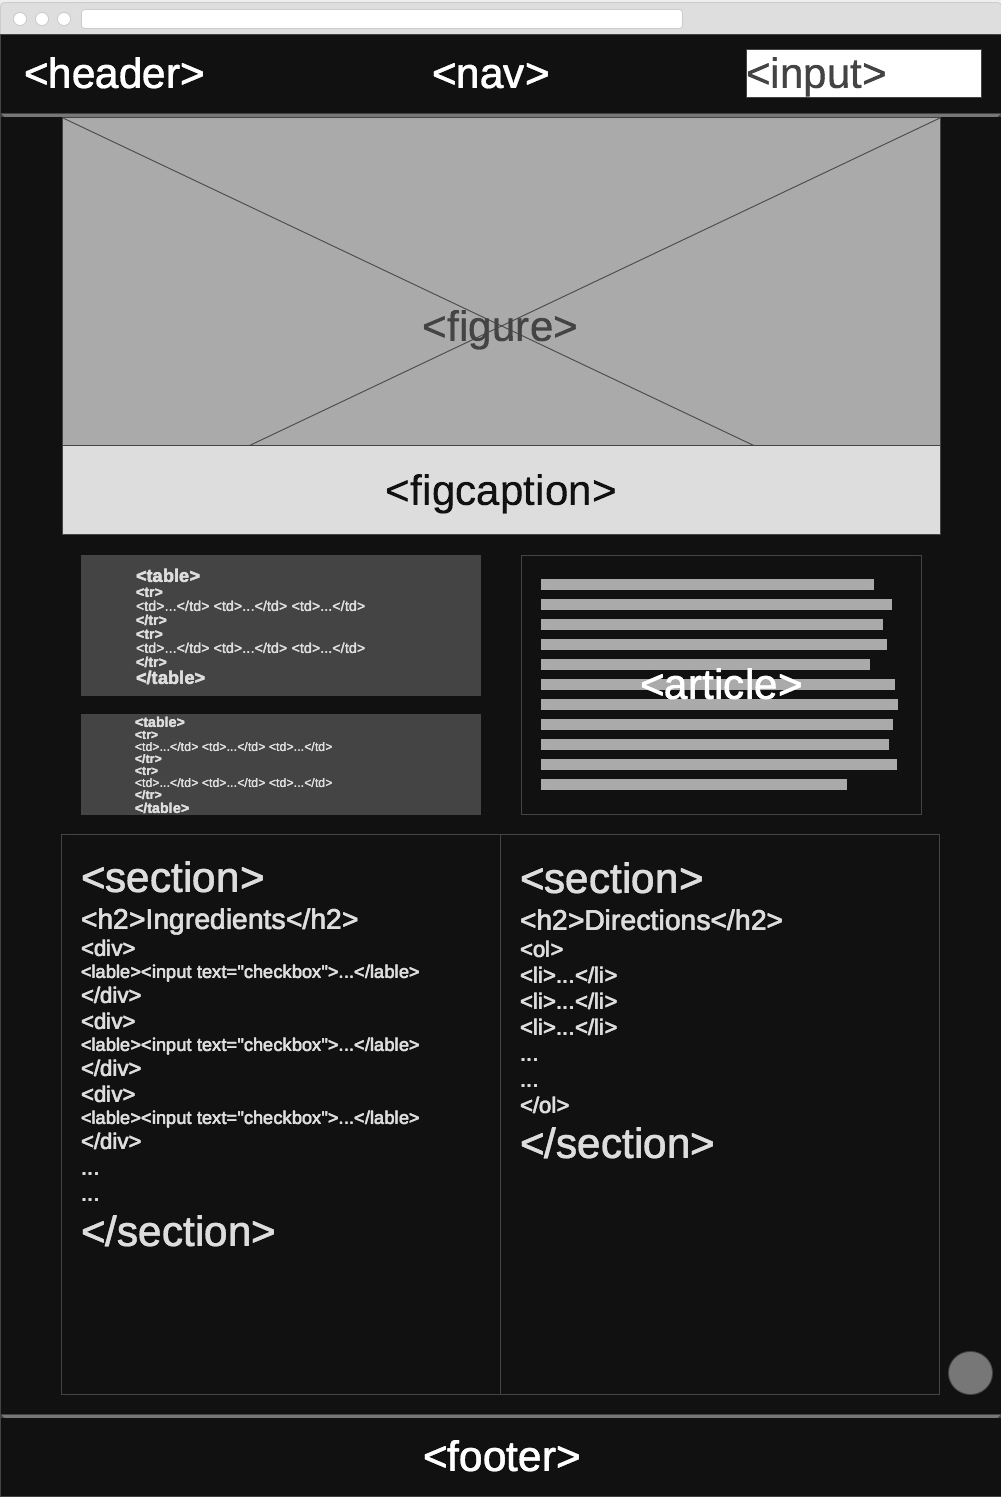 <header>
<nav>
<input>
<figure>
<figcaption>
<table>
<tr>
<td>...</td> <td>...</td> <td>...</td>
</tr>
<tr>
<td>...</td> <td>...</td> <td>...</td>
</tr>
</table>
<table>
<tr>
<td>...</td> <td>...</td> <td>...</td>
</tr>
<tr>
<td>...</td> <td>...</td> <td>...</td>
</tr>
</table>
<article>
<section>
<h2>Ingredients</h2>
<div>
<lable><input text="checkbox">...</lable>
</div>
<div>
<lable><input text="checkbox">...</lable>
</div>
<div>
<lable><input text="checkbox">...</lable>
</div>
...
...
</section>
<section>
<h2>Directions</h2>
<ol>
<li>...</li>
<li>...</li>
<li>...</li>
...
...
</ol>
</section>
<footer>